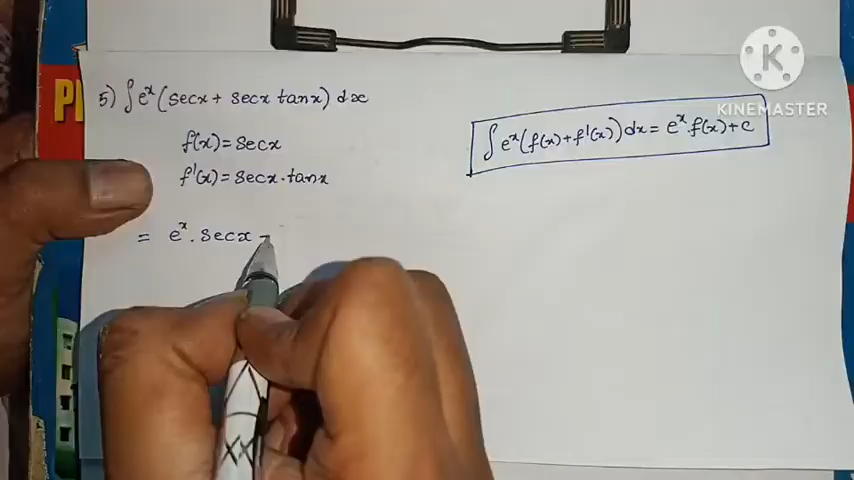 5) ∫eˣ(secx + secx tanx) dx
f(x) = secx
f'(x) = secx·tanx
= eˣ. secx -
∫eˣ(f(x)+f'(x))dx = eˣ.f(x)+c
K
KINEMASTER